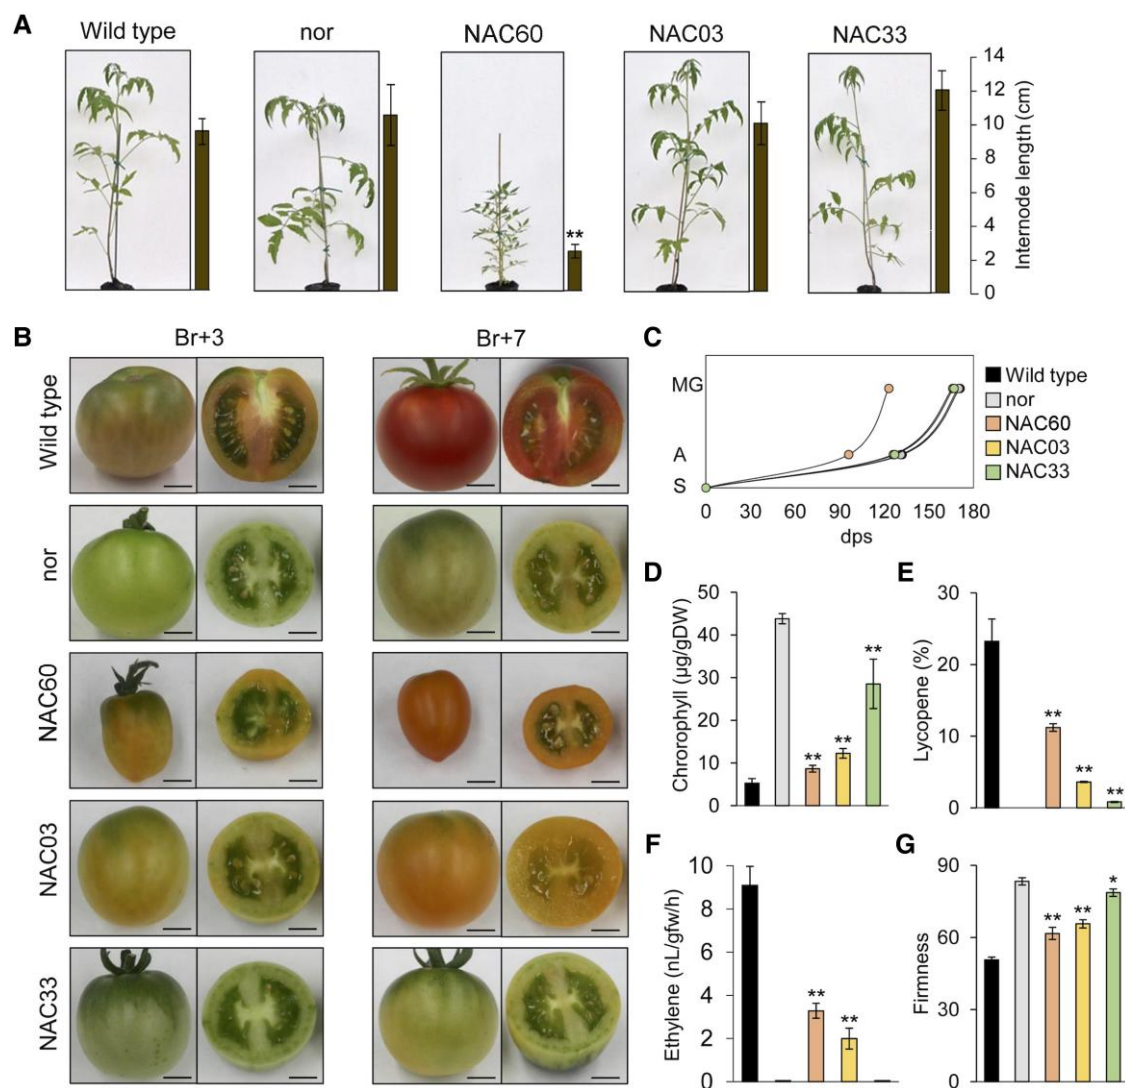 A
Wild type
nor
NAC60
NAC03
NAC33
**
14
12
10
8
6
4
2
0
Internode length (cm)
B
Br+3
Br+7
Wild type
nor
NAC60
NAC03
NAC33
C
MG
A
S
0 30 60 90 120 150 180
dps
Wild type
nor
NAC60
NAC03
NAC33
D
Chrorophyll (µg/gDW)
50
40
30
20
10
0
** ** **
E
Lycopene (%)
30
20
10
0
** ** **
F
Ethylene (nL/gfw/h)
10
8
6
4
2
0
** **
G
Firmness
90
60
30
0
** ** *